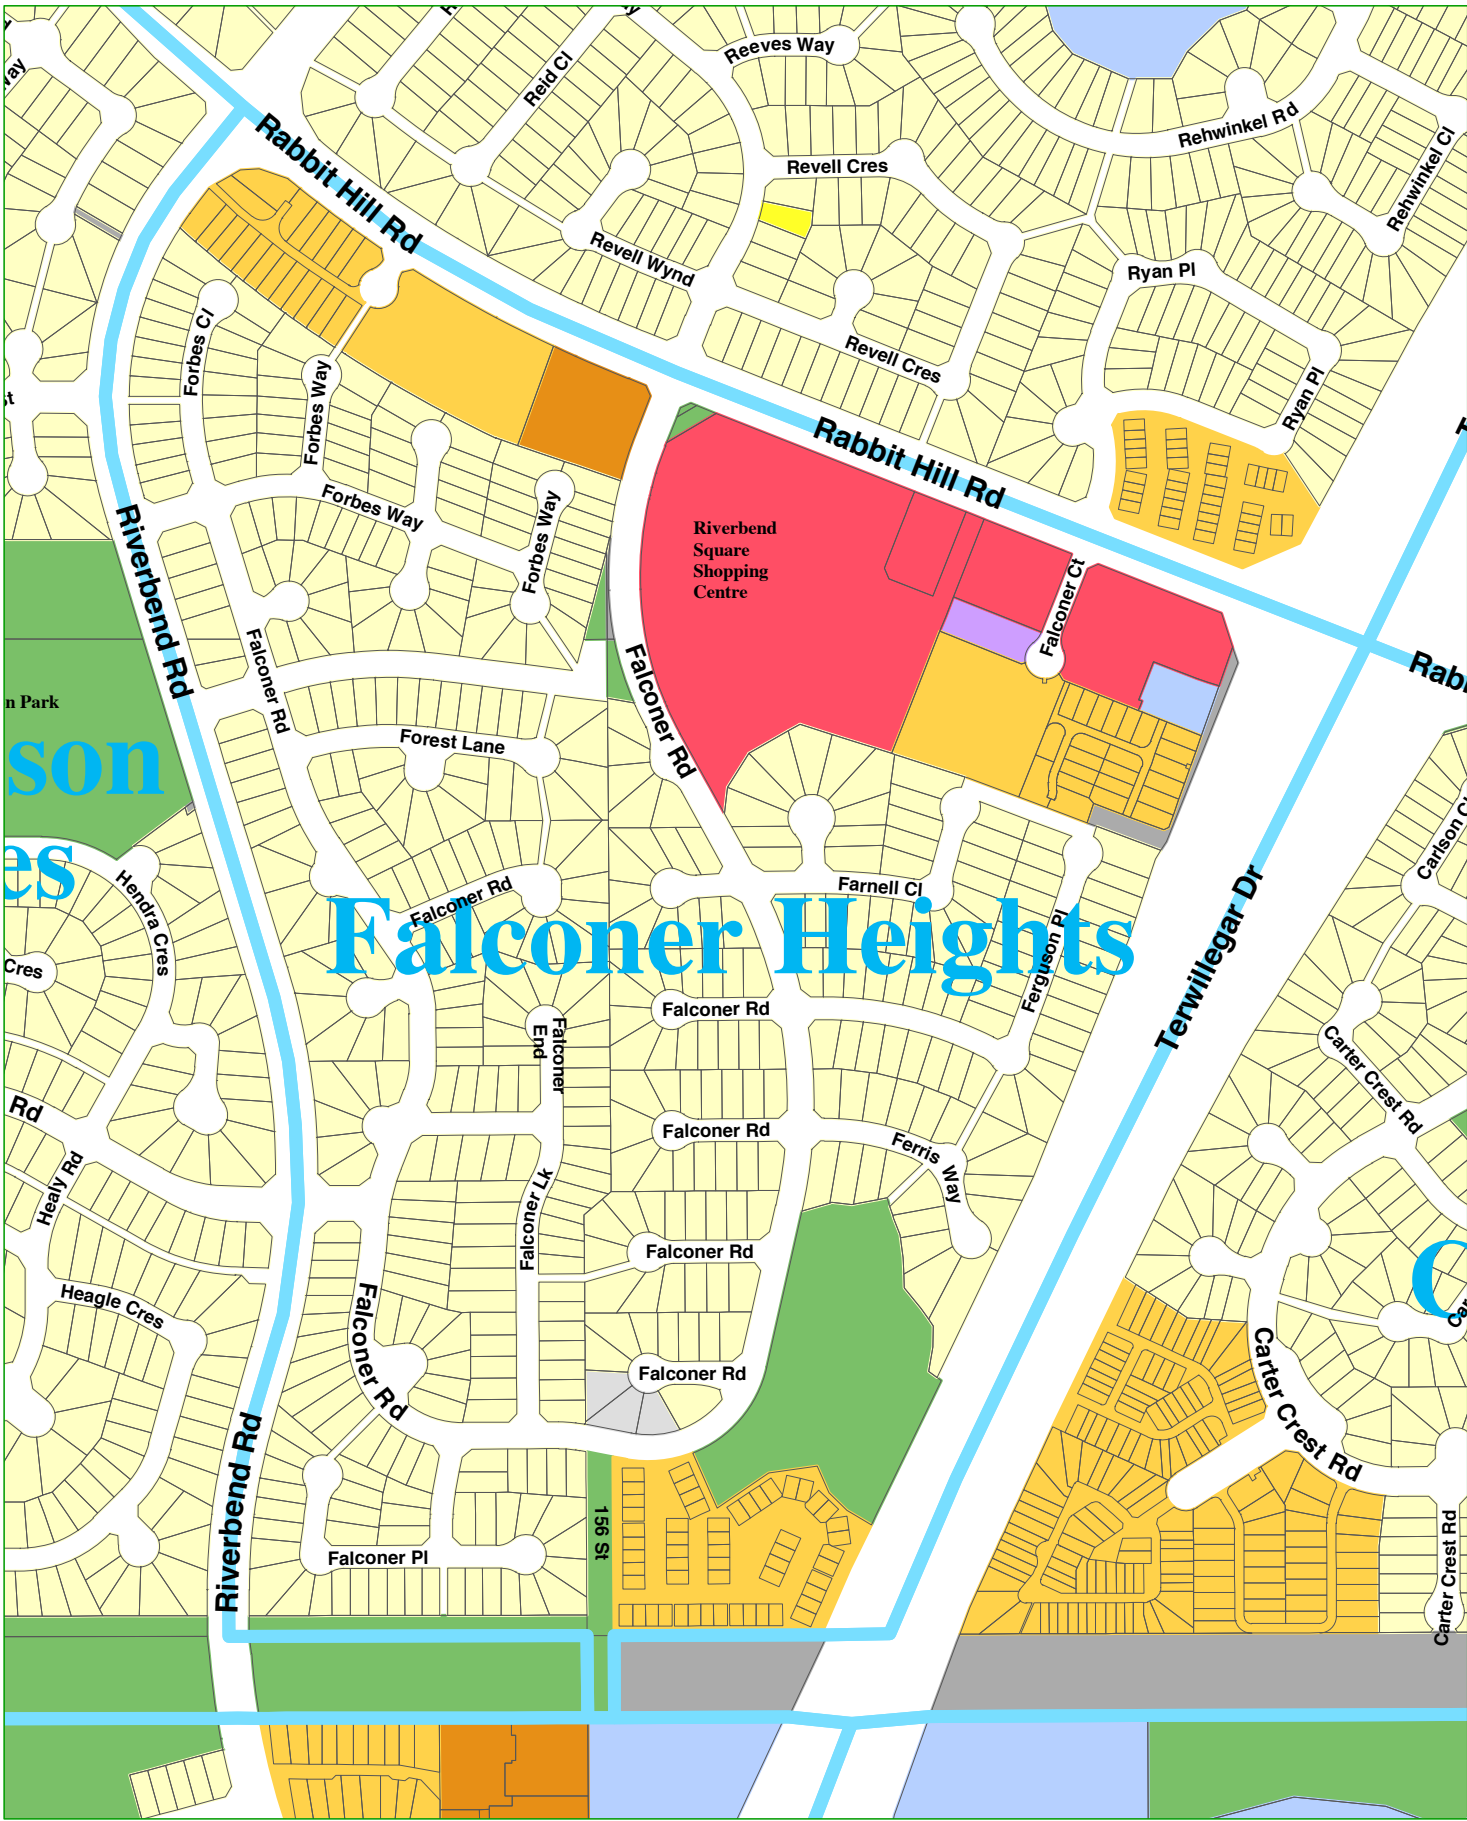 Reeves Way
Reid Cl
Rehwinkel Rd
Rabbit Hill Rd
Revell Cres
Rehwinkel Cl
Revell Wynd
Ryan Pl
Forbes Cl
Revell Cres
Forbes Way
Ryan Pl
Rabbit Hill Rd
Forbes Way
Riverbend Rd
Forbes Way
Riverbend
Square
Shopping
Centre
Falconer Ct
Falconer Rd
Falconer Rd
n Park
son
Forest Lane
Carlson C
es
Hendra Cres
Falconer Rd
Farnell Cl
Terwillegar Dr
Falconer Heights
Cres
Ferguson Pl
Falconer Rd
Falconer
End
Carter Crest Rd
Rd
Falconer Rd
Ferris Way
Healy Rd
Falconer Lk
Falconer Rd
C
Heagle Cres
Falconer Rd
Falconer Rd
Carter Crest Rd
Riverbend Rd
156 St
Falconer Pl
Carter Crest Rd